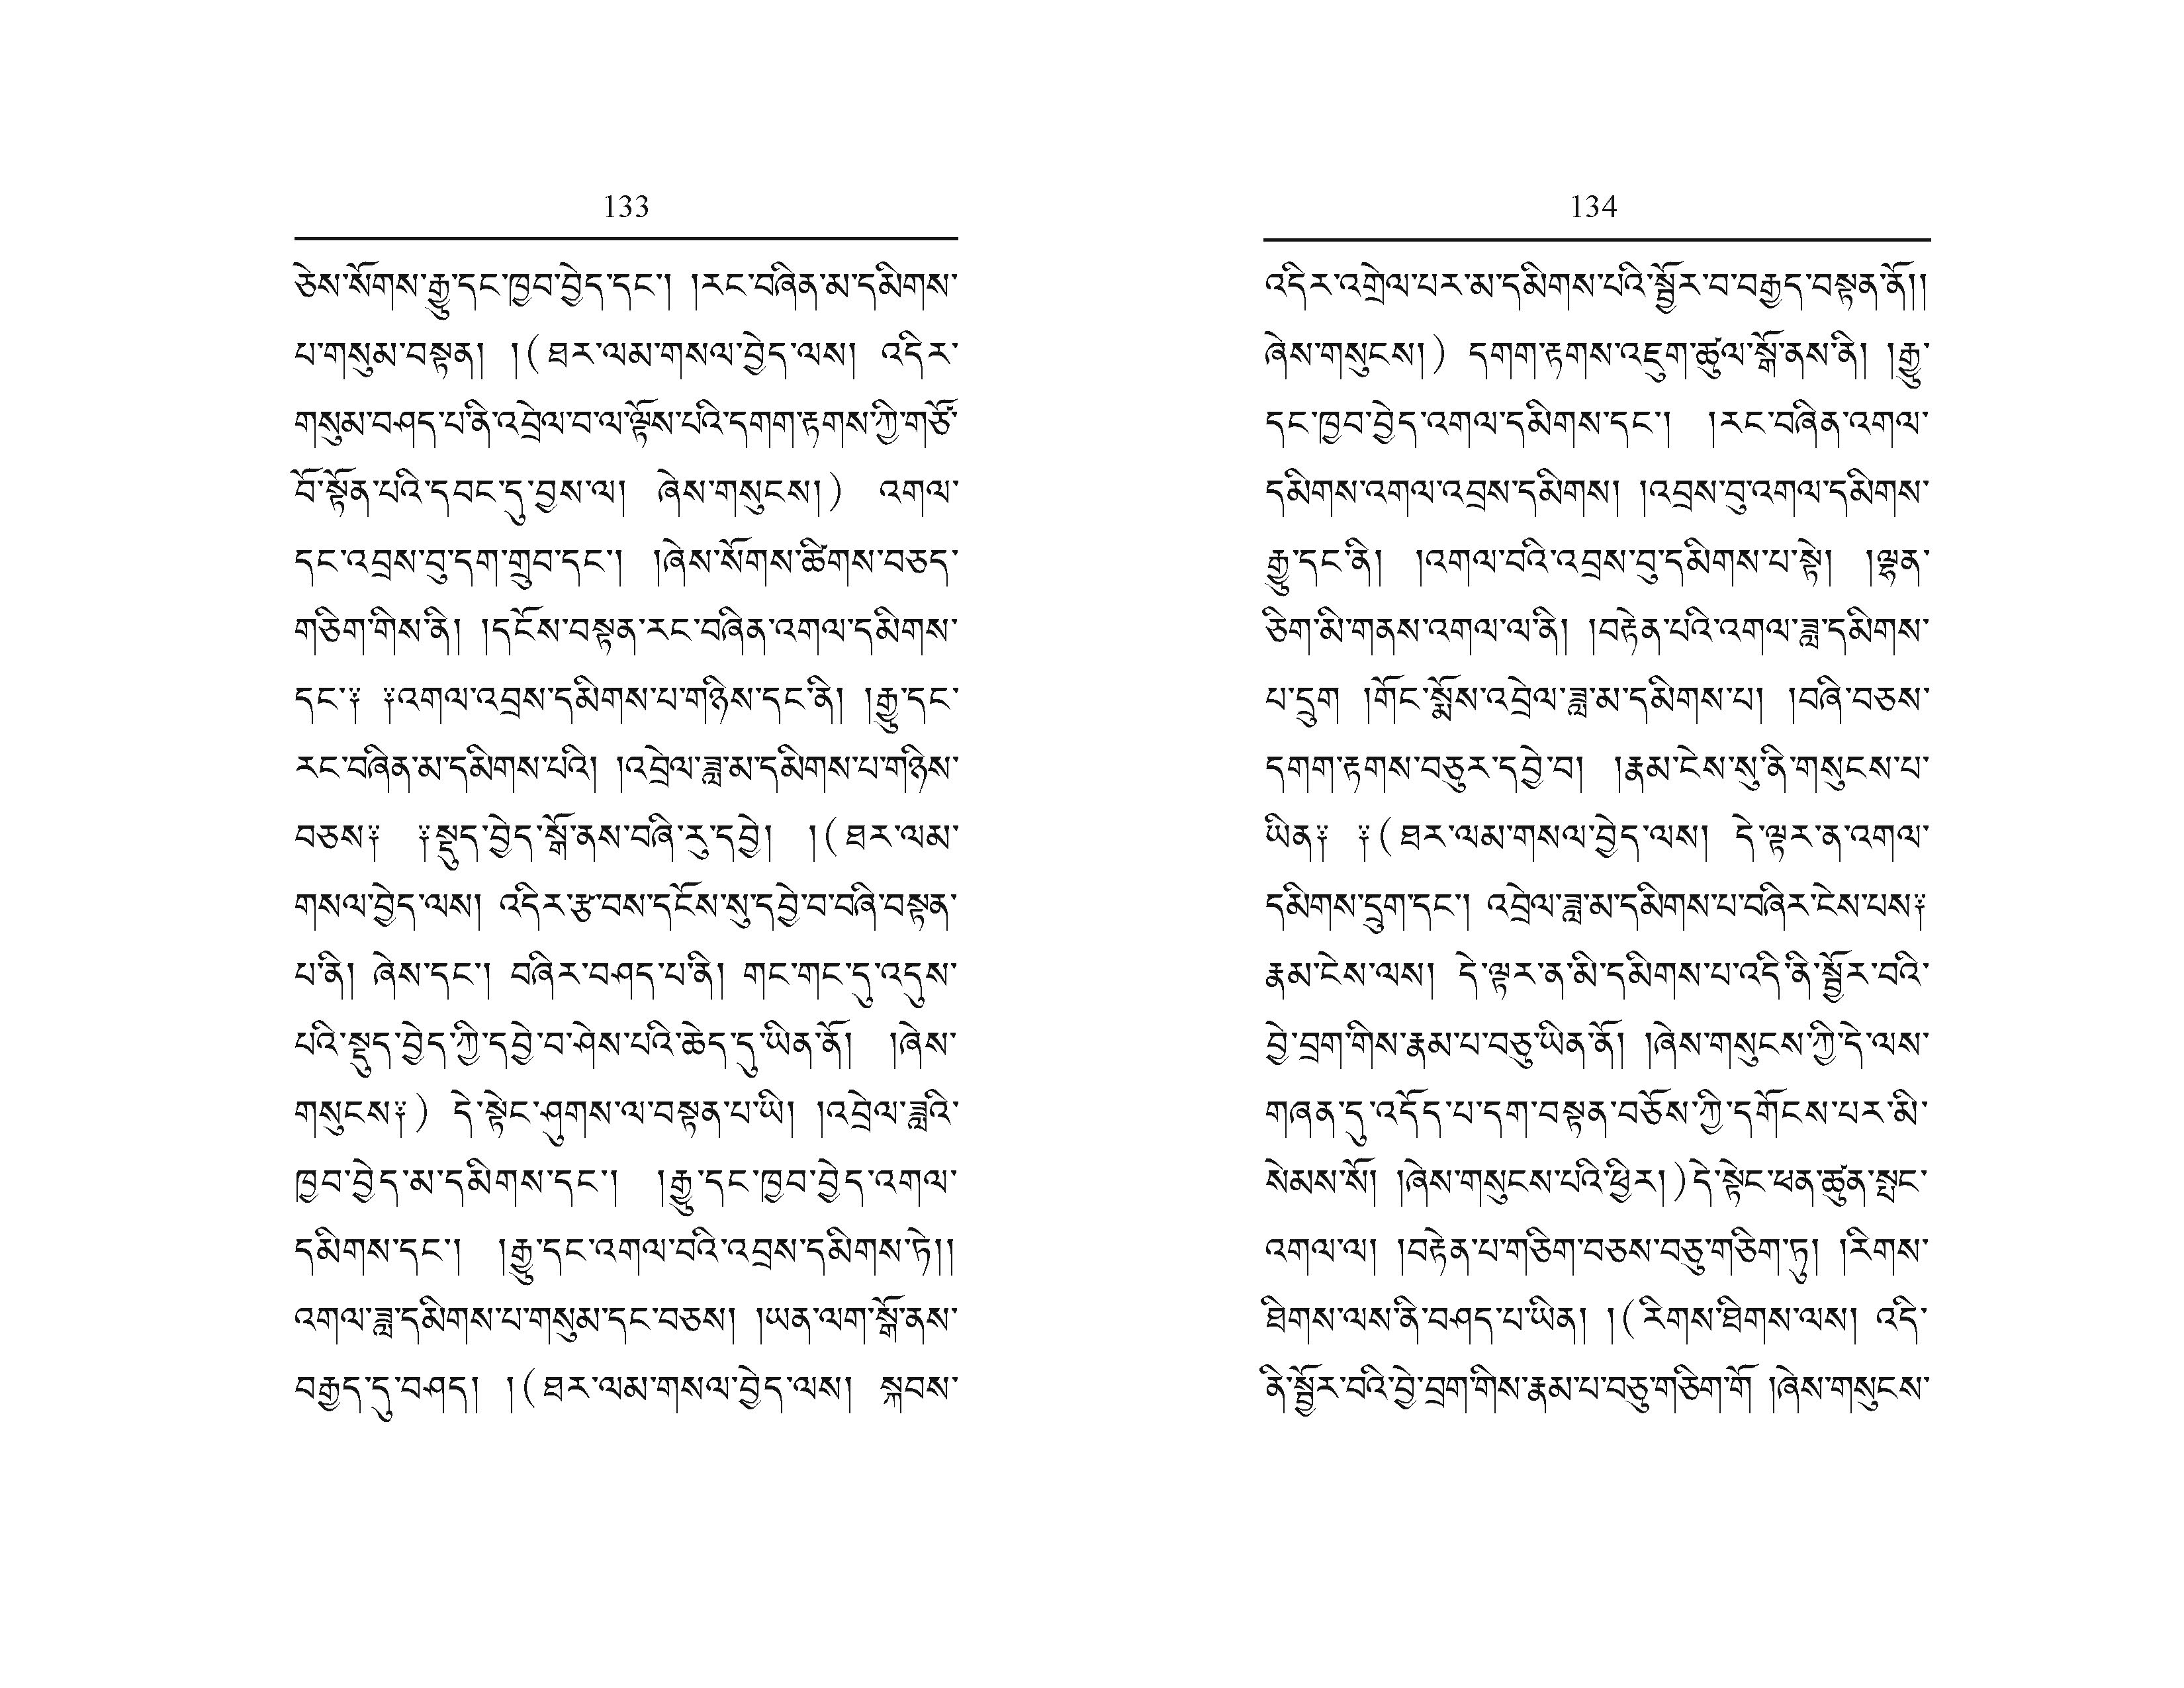 133
ཅེས་སོགས་རྒྱུ་དང་ཁྱབ་བྱེད་དང་། །རང་བཞིན་མ་དམིགས་
པ་གསུམ་བསྟན། །(ཐར་ལམ་གསལ་བྱེད་ལས། འདིར་
གསུམ་བཤད་པ་ནི་འབྲེལ་བ་ལ་ལྟོས་པའི་དགག་རྟགས་ཀྱི་གཙོ་
བོ་སྟོན་པའི་དབང་དུ་བྱས་ལ། ཞེས་གསུངས།) འགལ་
དང་འབྲས་བུ་དག་གྲུབ་དང་། །ཞེས་སོགས་ཚིགས་བཅད་
གཅིག་གིས་ནི། །དངོས་བསྟན་རང་བཞིན་འགལ་དམིགས་
དང་༑ ༑འགལ་འབྲས་དམིགས་པ་གཉིས་དང་ནི། །རྒྱུ་དང་
རང་བཞིན་མ་དམིགས་པའི། །འབྲེལ་ཟླ་མ་དམིགས་པ་གཉིས་
བཅས༑ ༑སྡུད་བྱེད་སྒོ་ནས་བཞི་རུ་དབྱེ། །(ཐར་ལམ་
གསལ་བྱེད་ལས། འདིར་རྩ་བས་དངོས་སུ་དབྱེ་བ་བཞི་བསྟན་
པ་ནི། ཞེས་དང་། བཞིར་བཤད་པ་ནི། གང་གང་དུ་འདུས་
པའི་སྡུད་བྱེད་ཀྱི་དབྱེ་བ་ཤེས་པའི་ཆེད་དུ་ཡིན་ནོ། །ཞེས་
གསུངས༑) དེ་སྟེང་ཤུགས་ལ་བསྟན་པ་ཡི། །འབྲེལ་ཟླའི་
ཁྱབ་བྱེད་མ་དམིགས་དང་། །རྒྱུ་དང་ཁྱབ་བྱེད་འགལ་
དམིགས་དང་། །རྒྱུ་དང་འགལ་བའི་འབྲས་དམིགས་ཏེ།།
འགལ་ཟླ་དམིགས་པ་གསུམ་དང་བཅས། །ཡན་ལག་སྒོ་ནས་
བརྒྱད་དུ་བཤད། །(ཐར་ལམ་གསལ་བྱེད་ལས། སྐབས་
134
འདིར་འགྲེལ་པར་མ་དམིགས་པའི་སྦྱོར་བ་བརྒྱད་བསྟན་ནོ།།
ཞེས་གསུངས།) དགག་རྟགས་འཇུག་ཚུལ་སྒོ་ནས་ནི། །རྒྱུ་
དང་ཁྱབ་བྱེད་འགལ་དམིགས་དང་། །རང་བཞིན་འགལ་
དམིགས་འགལ་འབྲས་དམིགས། །འབྲས་བུ་འགལ་དམིགས་
རྒྱུ་དང་ནི། །འགལ་བའི་འབྲས་བུ་དམིགས་པ་སྟེ། །ལྷན་
ཅིག་མི་གནས་འགལ་ལ་ནི། །བརྟེན་པའི་འགལ་ཟླ་དམིགས་
པ་དྲུག །གོང་སྨོས་འབྲེལ་ཟླ་མ་དམིགས་པ། །བཞི་བཅས་
དགག་རྟགས་བཅུར་དབྱེ་བ། །རྣམ་ངེས་སུ་ནི་གསུངས་པ་
ཡིན༑ ༑(ཐར་ལམ་གསལ་བྱེད་ལས། དེ་ལྟར་ན་འགལ་
དམིགས་དྲུག་དང་། འབྲེལ་ཟླ་མ་དམིགས་པ་བཞིར་ངེས་པས༑
རྣམ་ངེས་ལས། དེ་ལྟར་ན་མི་དམིགས་པ་འདི་ནི་སྦྱོར་བའི་
བྱེ་བྲག་གིས་རྣམ་པ་བཅུ་ཡིན་ནོ། །ཞེས་གསུངས་ཀྱི་དེ་ལས་
གཞན་དུ་འདོད་པ་དག་བསྟན་བཅོས་ཀྱི་དགོངས་པར་མི་
སེམས་སོ། །ཞེས་གསུངས་པའི་ཕྱིར།)དེ་སྟེང་ཕན་ཚུན་སྤང་
འགལ་ལ། །བརྟེན་པ་གཅིག་བཅས་བཅུ་གཅིག་ཏུ། །རིགས་
ཐིགས་ལས་ནི་བཤད་པ་ཡིན། །(རིགས་ཐིགས་ལས། འདི་
ནི་སྦྱོར་བའི་བྱེ་བྲག་གིས་རྣམ་པ་བཅུ་གཅིག་གོ །ཞེས་གསུངས་